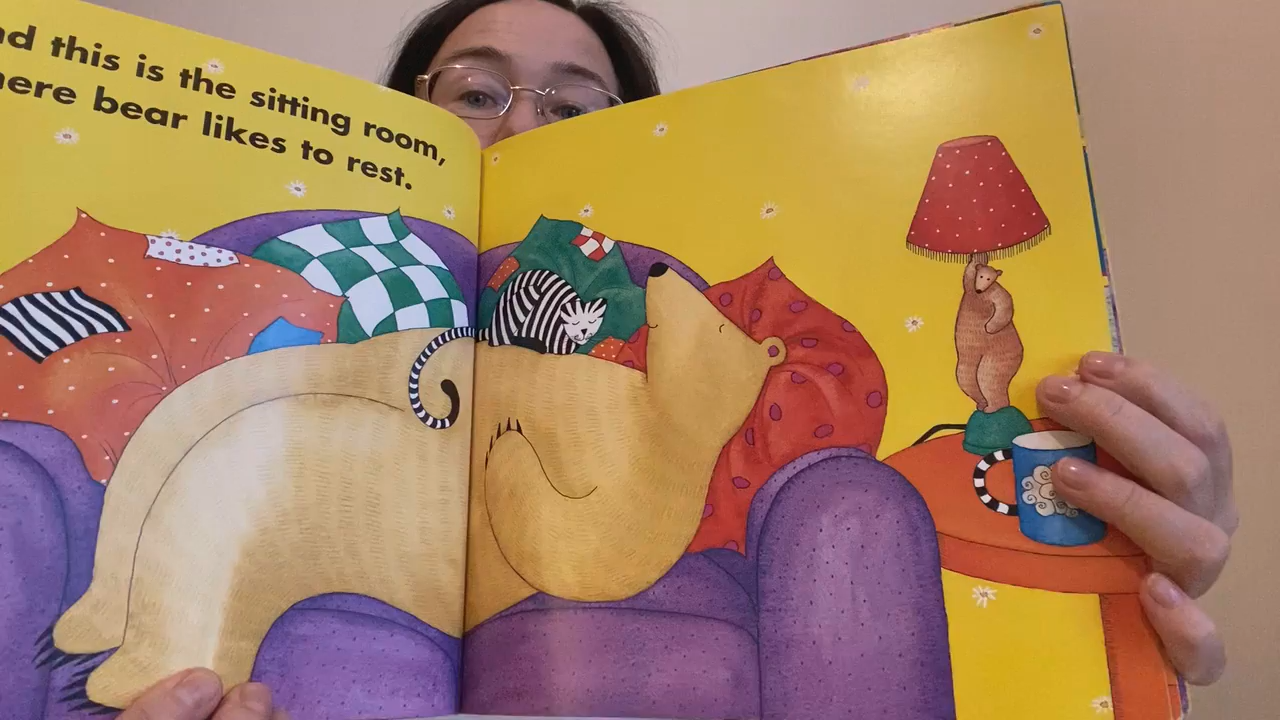 this is the sitting room,
bear likes to rest.